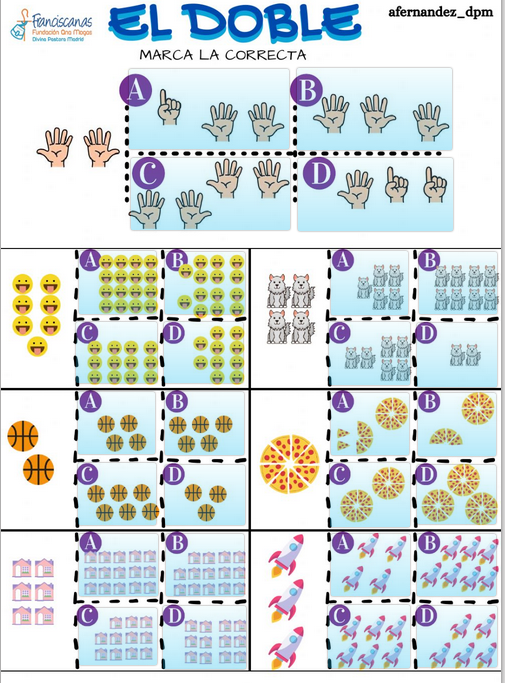 Franciscanas
Fundación Ana Mogas
Divina Pastora Madrid
EL DOBLE
afernandez_dpm
MARCA LA CORRECTA
A
B
C
D
A
B
C
D
A
B
C
D
A
B
C
D
A
B
C
D
A
B
C
D
A
B
C
D